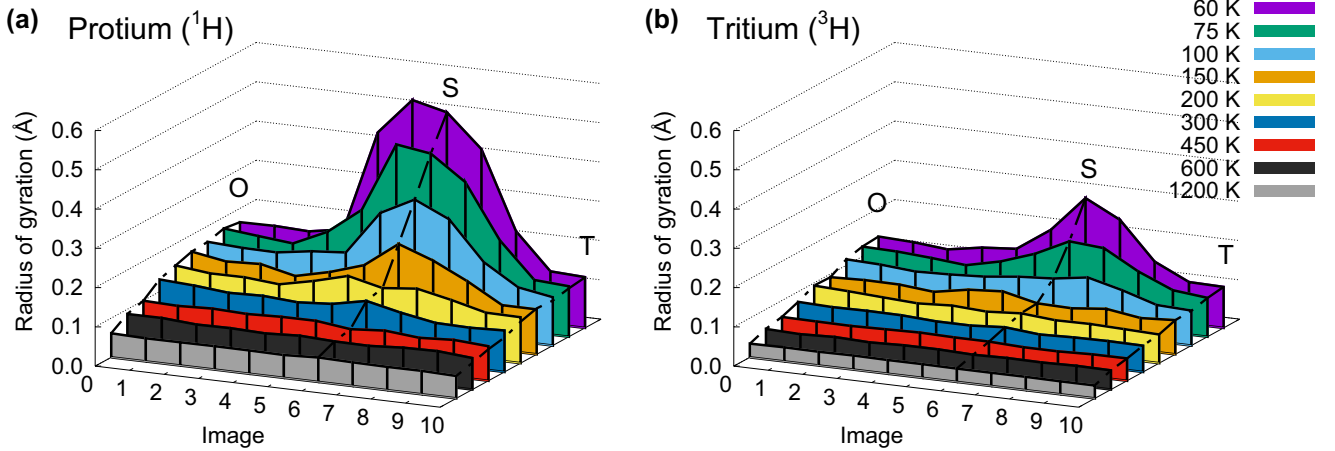 (a) Protium (¹H)
Radius of gyration (Å)
0.6
0.5
0.4
0.3
0.2
0.1
0.0
O
S
T
0 1 2 3 4 5 6 7 8 9 10
Image
(b) Tritium (³H)
Radius of gyration (Å)
0.6
0.5
0.4
0.3
0.2
0.1
0.0
O
S
T
0 1 2 3 4 5 6 7 8 9 10
Image
60 K
75 K
100 K
150 K
200 K
300 K
450 K
600 K
1200 K